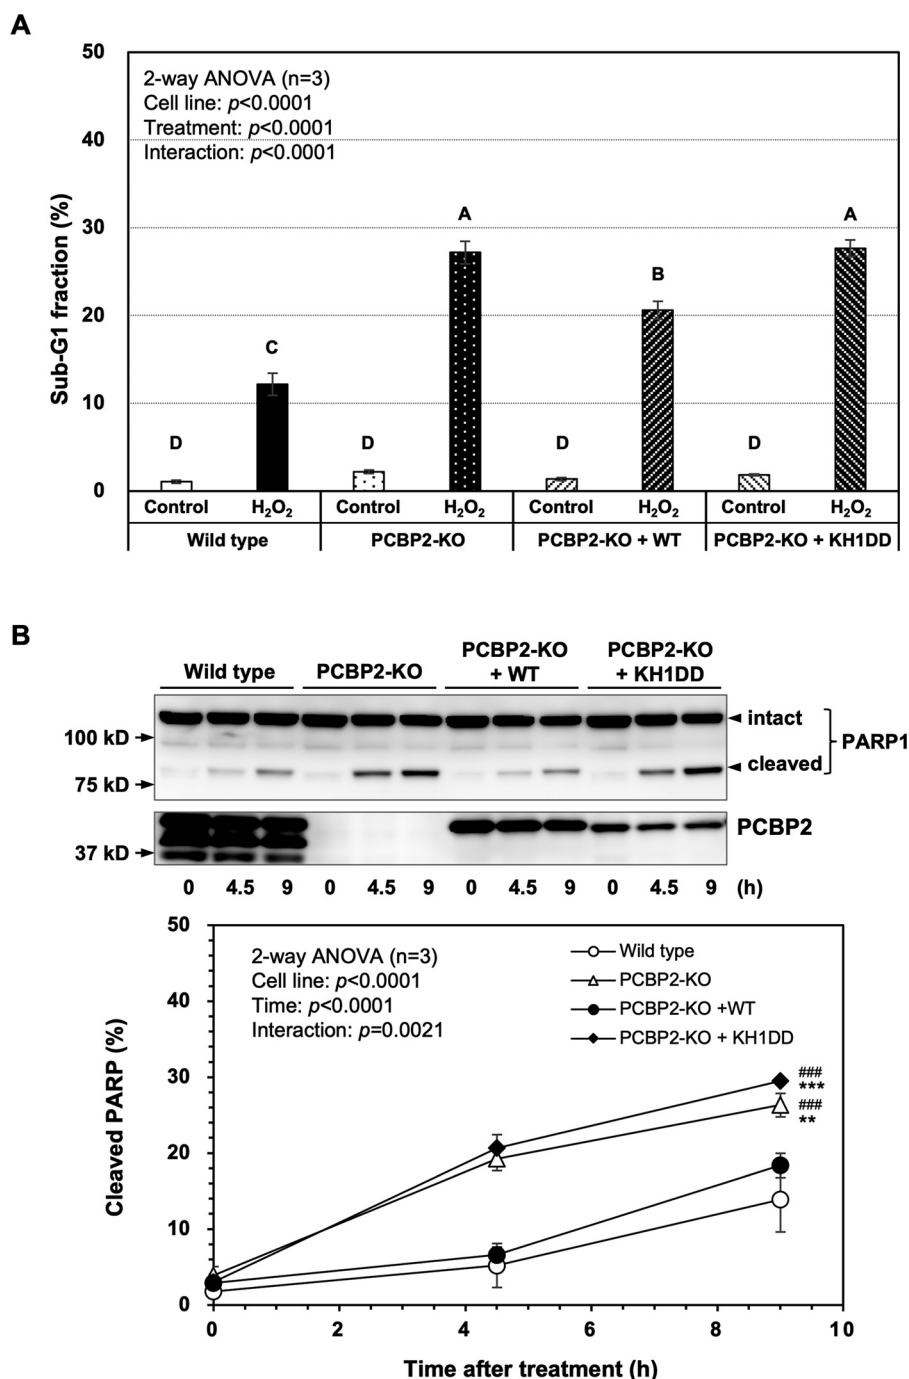 A
50
2-way ANOVA (n=3)
Cell line: p<0.0001
Treatment: p<0.0001
40
Interaction: p<0.0001
30
20
10
0
Sub-G1 fraction (%)
D
C
D
A
D
B
D
A
Control H₂O₂ Control H₂O₂ Control H₂O₂ Control H₂O₂
Wild type PCBP2-KO PCBP2-KO + WT PCBP2-KO + KH1DD
B
Wild type
PCBP2-KO
PCBP2-KO
+ WT
PCBP2-KO
+ KH1DD
100 kD
75 kD
intact
cleaved
PARP1
37 kD
PCBP2
0 4.5 9 0 4.5 9 0 4.5 9 0 4.5 9 (h)
50
40
30
20
10
0
Cleaved PARP (%)
2-way ANOVA (n=3)
Cell line: p<0.0001
Time: p<0.0001
Interaction: p=0.0021
Wild type
PCBP2-KO
PCBP2-KO +WT
PCBP2-KO + KH1DD
###
***
###
**
0 2 4 6 8 10
Time after treatment (h)